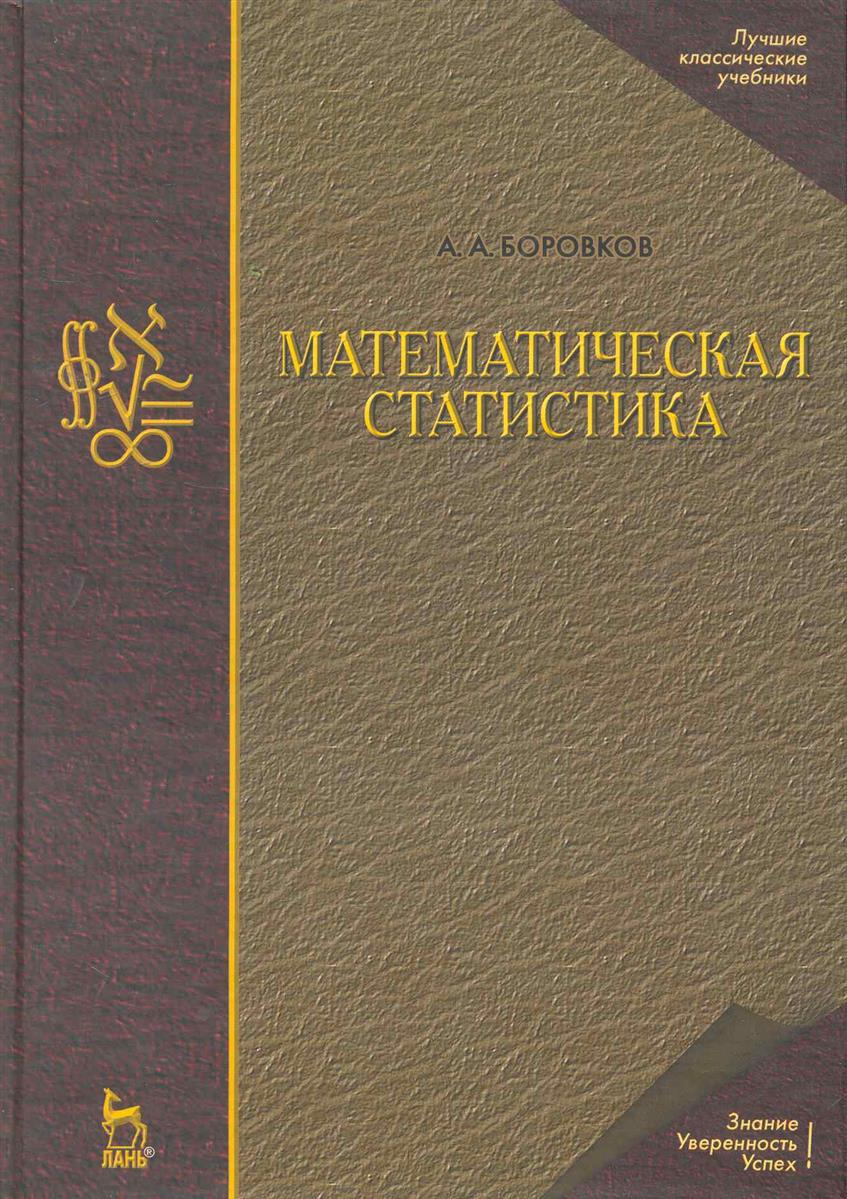 Лучшие
классические
учебники
А. А. БОРОВКОВ
МАТЕМАТИЧЕСКАЯ
СТАТИСТИКА
ЛАНЬ®
Знание
Уверенность
Успех!